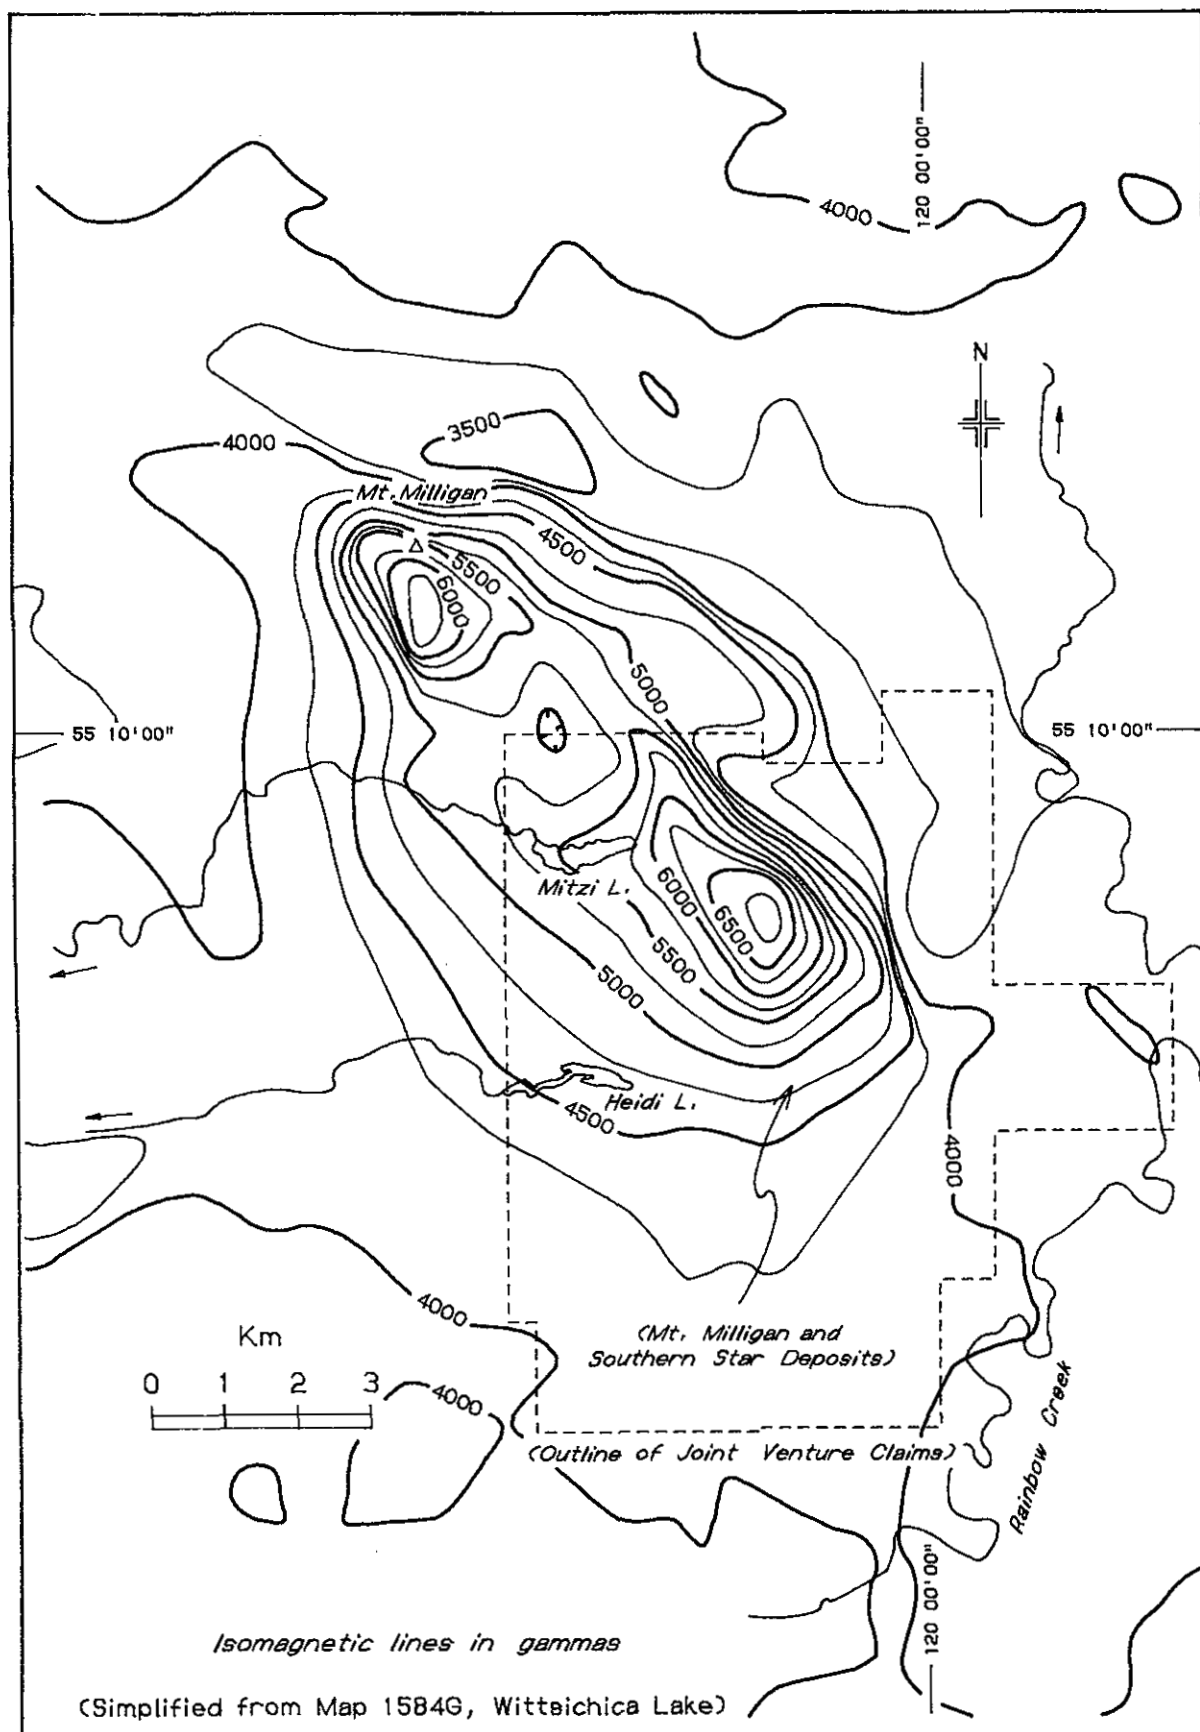 120 00'00"
4000
N
3500
4000
Mt. Milligan
4500
5500
6000
5000
55 10'00"
55 10'00"
Mitzi L.
6000
6500
5500
5000
Heidi L.
4500
4000
4000
Km
(Mt. Milligan and
Southern Star Deposits)
0 1 2 3
4000
(Outline of Joint Venture Claims)
Rainbow Creek
120 00'00"
Isomagnetic lines in gammas
(Simplified from Map 1584G, Wittsichica Lake)